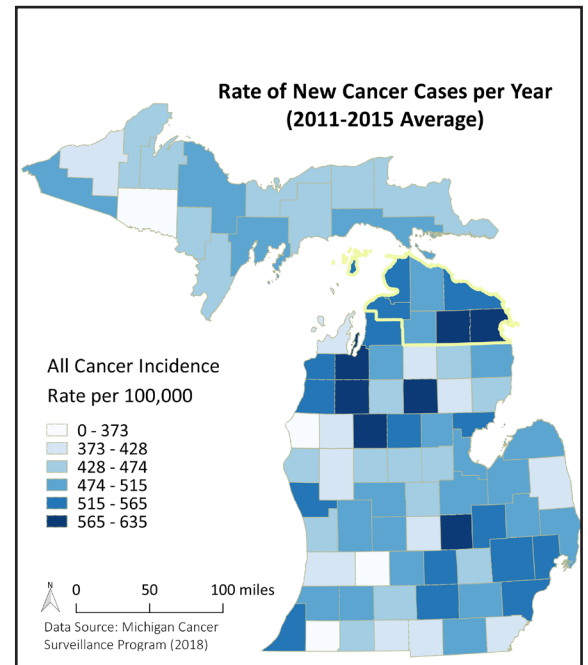 Rate of New Cancer Cases per Year
(2011-2015 Average)
All Cancer Incidence
Rate per 100,000
0 - 373
373 - 428
428 - 474
474 - 515
515 - 565
565 - 635
N
0 50 100 miles
Data Source: Michigan Cancer
Surveillance Program (2018)